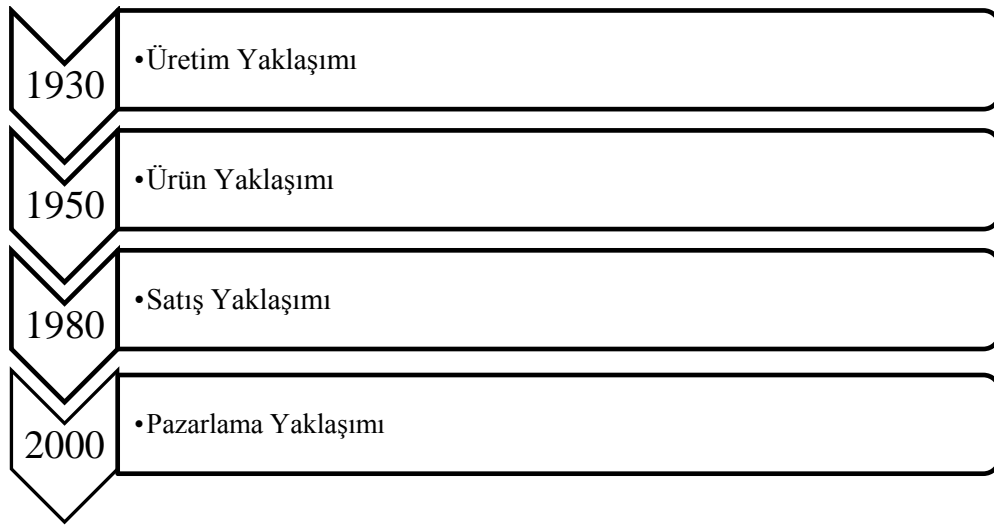 1930
•Üretim Yaklaşımı
1950
•Ürün Yaklaşımı
1980
•Satış Yaklaşımı
2000
•Pazarlama Yaklaşımı